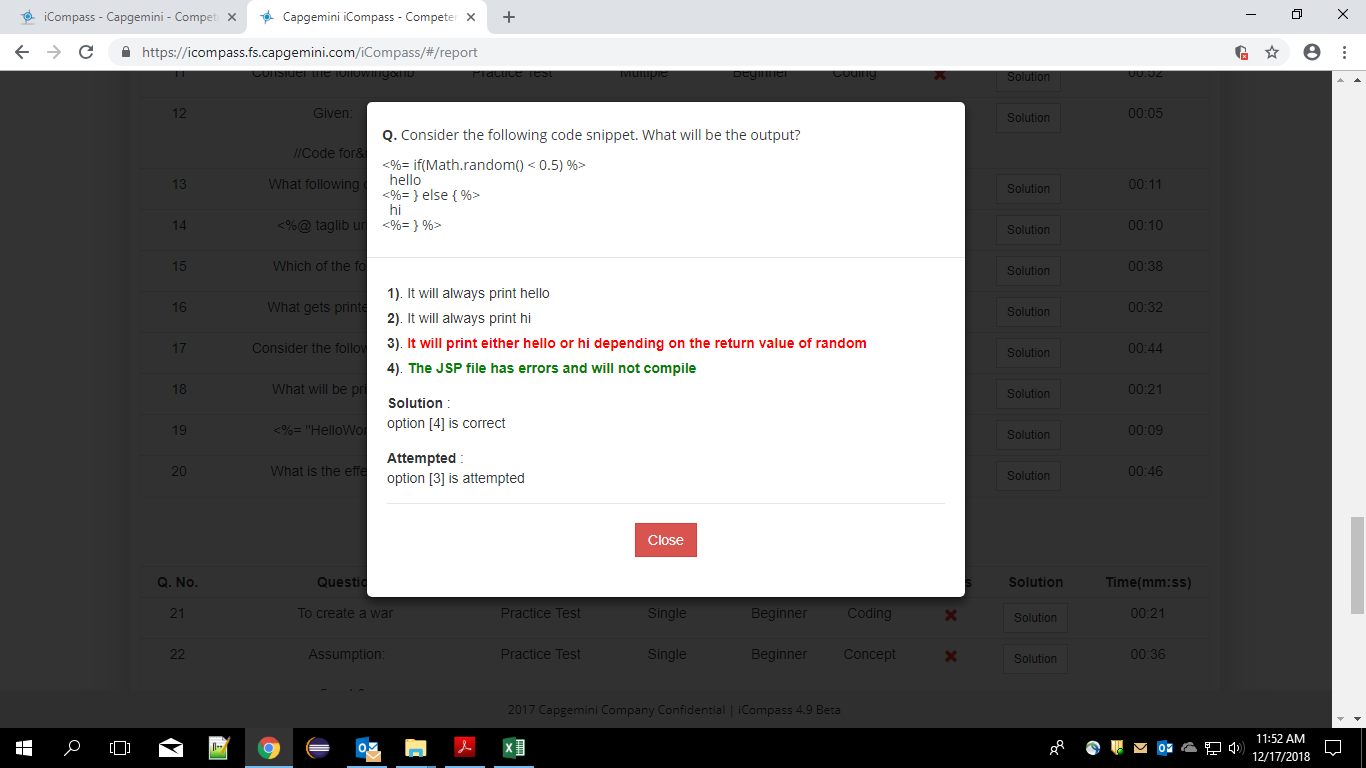 iCompass - Capgemini - Compet
Capgemini iCompass - Competen
https://icompass.fs.capgemini.com/iCompass/#/report
11 Consider the following&nb Practice Test Multiple Beginner Coding Solution 00:52
12 Given: Solution 00:05
//Code for&
13 What following Solution 00:11
14 <%@ taglib ur Solution 00:10
15 Which of the fo Solution 00:38
16 What gets printe Solution 00:32
17 Consider the follow Solution 00:44
18 What will be pri Solution 00:21
19 <%= "HelloWor Solution 00:09
20 What is the effe Solution 00:46
Q. Consider the following code snippet. What will be the output?
<%= if(Math.random() < 0.5) %>
hello
<%= } else { %>
hi
<%= } %>
1). It will always print hello
2). It will always print hi
3). It will print either hello or hi depending on the return value of random
4). The JSP file has errors and will not compile
Solution :
option [4] is correct
Attempted :
option [3] is attempted
Close
Q. No. Questio s Solution Time(mm:ss)
21 To create a war Practice Test Single Beginner Coding Solution 00:21
22 Assumption: Practice Test Single Beginner Concept Solution 00:36
2017 Capgemini Company Confidential | iCompass 4.9 Beta
11:52 AM
12/17/2018